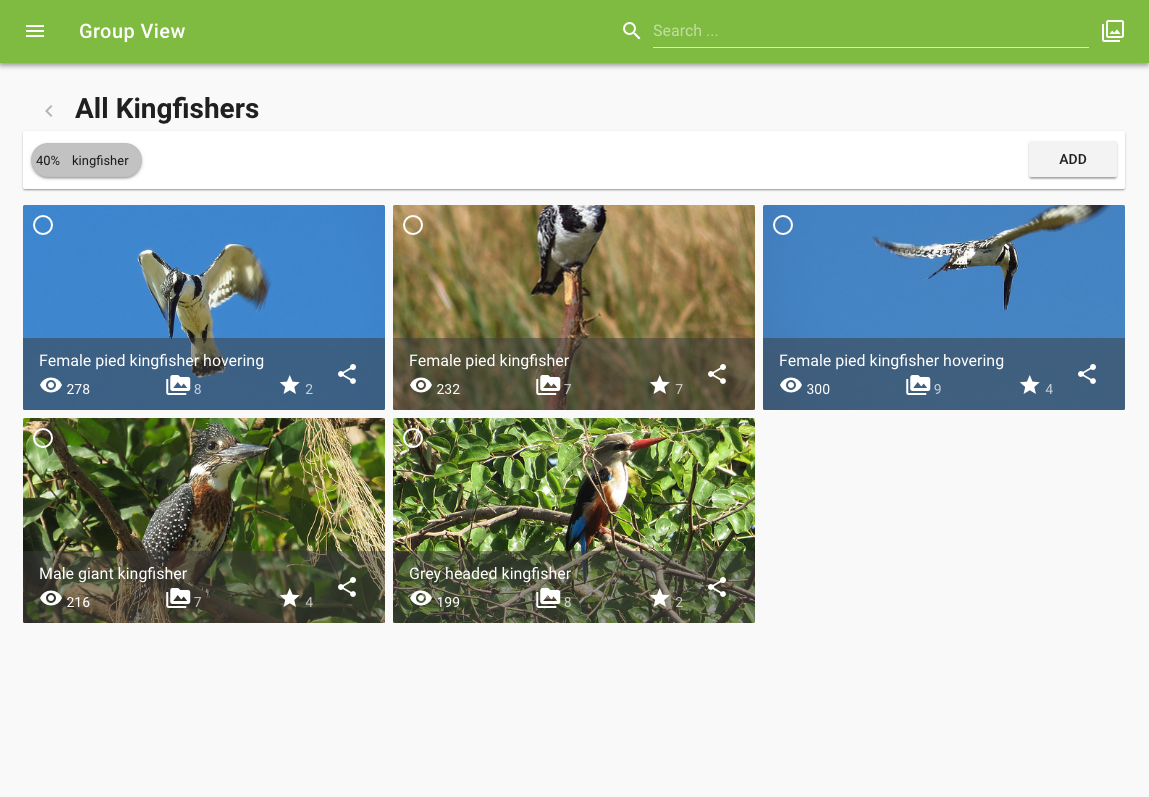 Group View
Search ...
All Kingfishers
40% kingfisher
ADD
Female pied kingfisher hovering
278 8 2
Female pied kingfisher
232 7 7
Female pied kingfisher hovering
300 9 4
Male giant kingfisher
216 7 4
Grey headed kingfisher
199 8 2